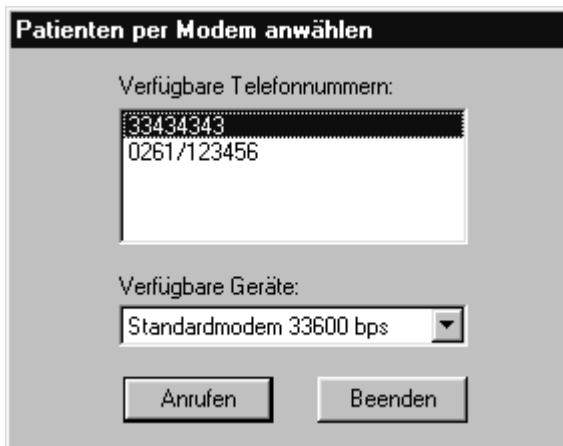 Patienten per Modem anwählen
Verfügbare Telefonnummern:
33434343
0261/123456
Verfügbare Geräte:
Standardmodem 33600 bps
Anrufen Beenden